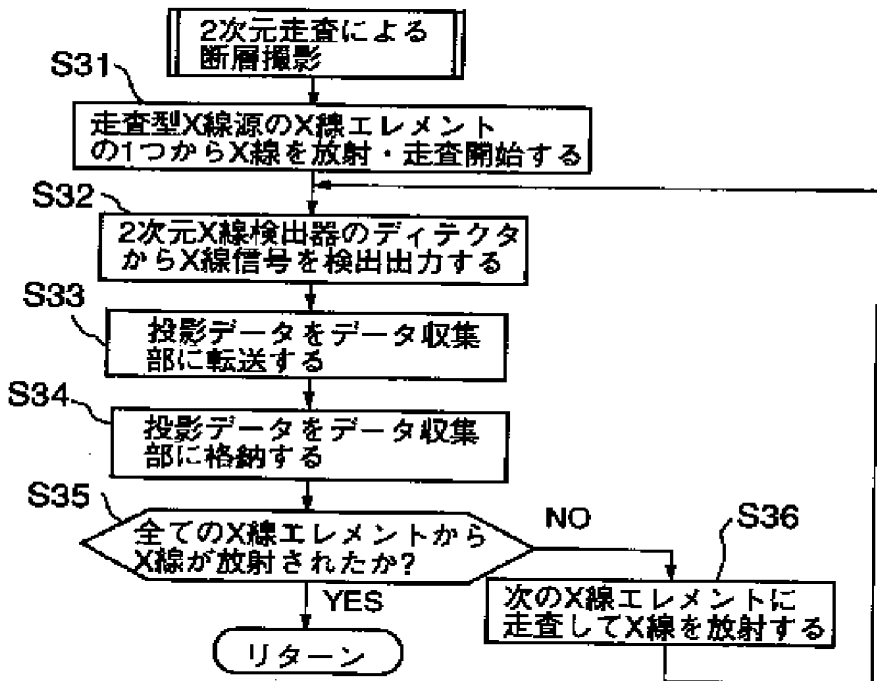 2次元走査による
断層撮影
S31
走査型X線源のX線エレメント
の1つからX線を放射・走査開始する
S32
2次元X線検出器のディテクタ
からX線信号を検出出力する
S33
投影データをデータ収集
部に転送する
S34
投影データをデータ収集
部に格納する
S35
全てのX線エレメントから
X線が放射されたか?
NO
S36
次のX線エレメントに
走査してX線を放射する
YES
リターン